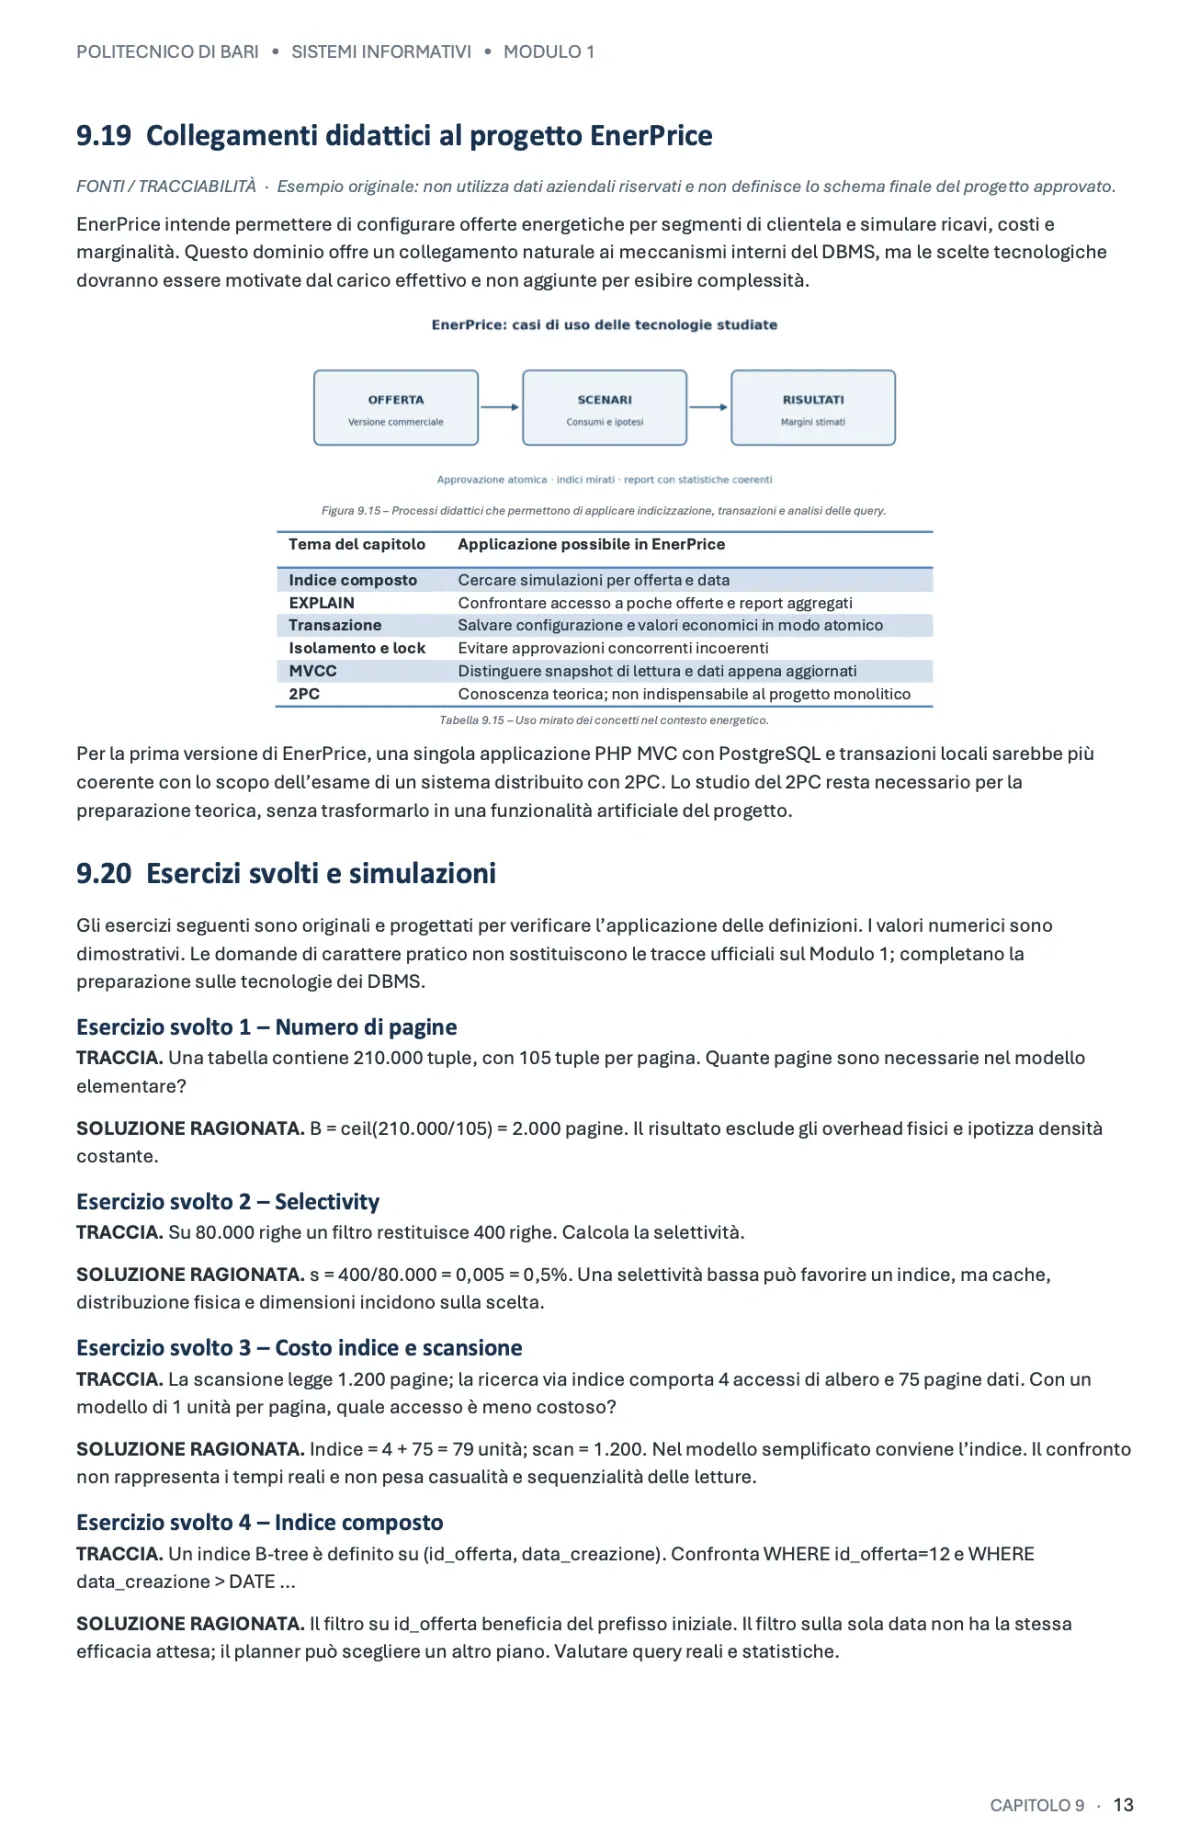 POLITECNICO DI BARI • SISTEMI INFORMATIVI • MODULO 1
9.19 Collegamenti didattici al progetto EnerPrice
FONTI / TRACCIABILITÀ · Esempio originale: non utilizza dati aziendali riservati e non definisce lo schema finale del progetto approvato.
EnerPrice intende permettere di configurare offerte energetiche per segmenti di clientela e simulare ricavi, costi e
marginalità. Questo dominio offre un collegamento naturale ai meccanismi interni del DBMS, ma le scelte tecnologiche
dovranno essere motivate dal carico effettivo e non aggiunte per esibire complessità.
EnerPrice: casi di uso delle tecnologie studiate
OFFERTA SCENARI RISULTATI
Versione commerciale Consumi e ipotesi Margini stimati
Approvazione atomica · indici mirati · report con statistiche coerenti
Figura 9.15 – Processi didattici che permettono di applicare indicizzazione, transazioni e analisi delle query.
Tema del capitolo Applicazione possibile in EnerPrice
Indice composto Cercare simulazioni per offerta e data
EXPLAIN Confrontare accesso a poche offerte e report aggregati
Transazione Salvare configurazione e valori economici in modo atomico
Isolamento e lock Evitare approvazioni concorrenti incoerenti
MVCC Distinguere snapshot di lettura e dati appena aggiornati
2PC Conoscenza teorica; non indispensabile al progetto monolitico
Tabella 9.15 – Uso mirato dei concetti nel contesto energetico.
Per la prima versione di EnerPrice, una singola applicazione PHP MVC con PostgreSQL e transazioni locali sarebbe più
coerente con lo scopo dell’esame di un sistema distribuito con 2PC. Lo studio del 2PC resta necessario per la
preparazione teorica, senza trasformarlo in una funzionalità artificiale del progetto.
9.20 Esercizi svolti e simulazioni
Gli esercizi seguenti sono originali e progettati per verificare l’applicazione delle definizioni. I valori numerici sono
dimostrativi. Le domande di carattere pratico non sostituiscono le tracce ufficiali sul Modulo 1; completano la
preparazione sulle tecnologie dei DBMS.
Esercizio svolto 1 – Numero di pagine
TRACCIA. Una tabella contiene 210.000 tuple, con 105 tuple per pagina. Quante pagine sono necessarie nel modello
elementare?
SOLUZIONE RAGIONATA. B = ceil(210.000/105) = 2.000 pagine. Il risultato esclude gli overhead fisici e ipotizza densità
costante.
Esercizio svolto 2 – Selectivity
TRACCIA. Su 80.000 righe un filtro restituisce 400 righe. Calcola la selettività.
SOLUZIONE RAGIONATA. s = 400/80.000 = 0,005 = 0,5%. Una selettività bassa può favorire un indice, ma cache,
distribuzione fisica e dimensioni incidono sulla scelta.
Esercizio svolto 3 – Costo indice e scansione
TRACCIA. La scansione legge 1.200 pagine; la ricerca via indice comporta 4 accessi di albero e 75 pagine dati. Con un
modello di 1 unità per pagina, quale accesso è meno costoso?
SOLUZIONE RAGIONATA. Indice = 4 + 75 = 79 unità; scan = 1.200. Nel modello semplificato conviene l’indice. Il confronto
non rappresenta i tempi reali e non pesa casualità e sequenzialità delle letture.
Esercizio svolto 4 – Indice composto
TRACCIA. Un indice B-tree è definito su (id_offerta, data_creazione). Confronta WHERE id_offerta=12 e WHERE
data_creazione > DATE ...
SOLUZIONE RAGIONATA. Il filtro su id_offerta beneficia del prefisso iniziale. Il filtro sulla sola data non ha la stessa
efficacia attesa; il planner può scegliere un altro piano. Valutare query reali e statistiche.
CAPITOLO 9 · 13